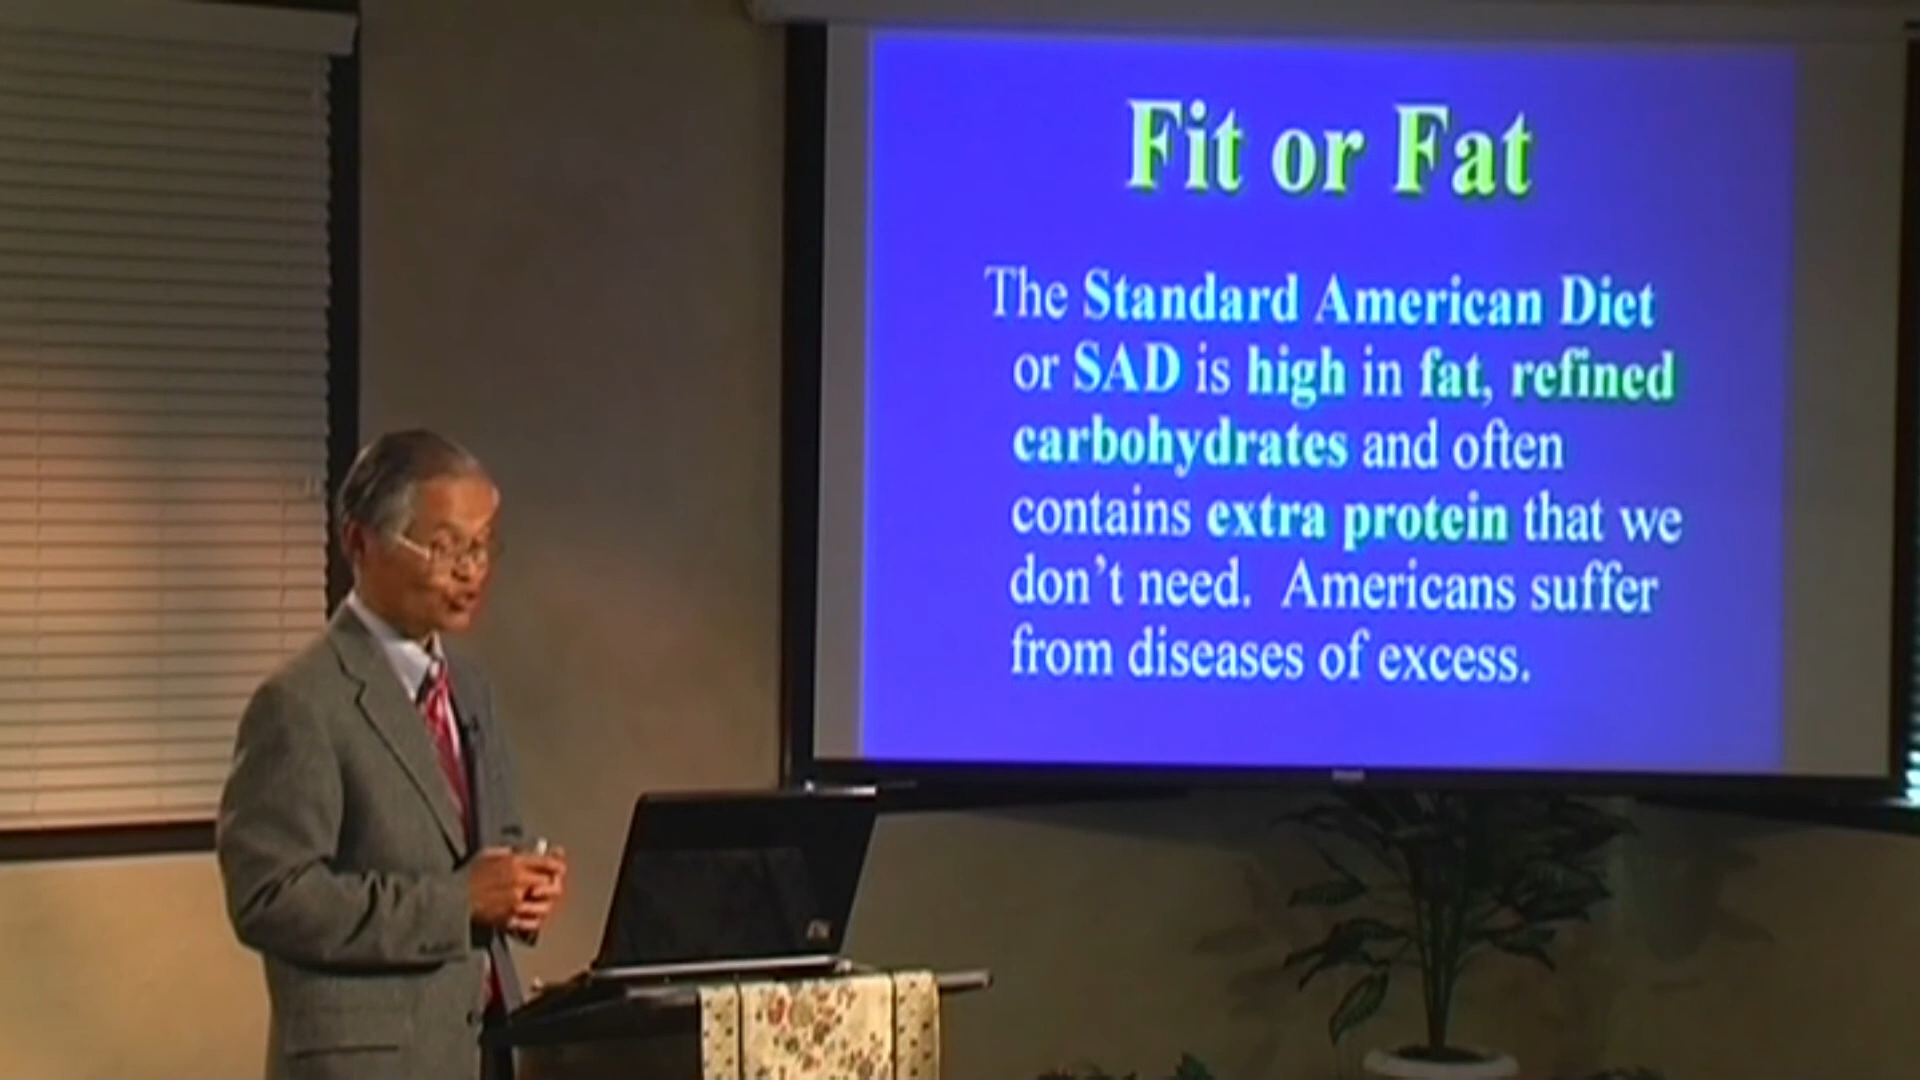 Fit or Fat
The Standard American Diet
or SAD is high in fat, refined
carbohydrates and often
contains extra protein that we
don't need.  Americans suffer
from diseases of excess.